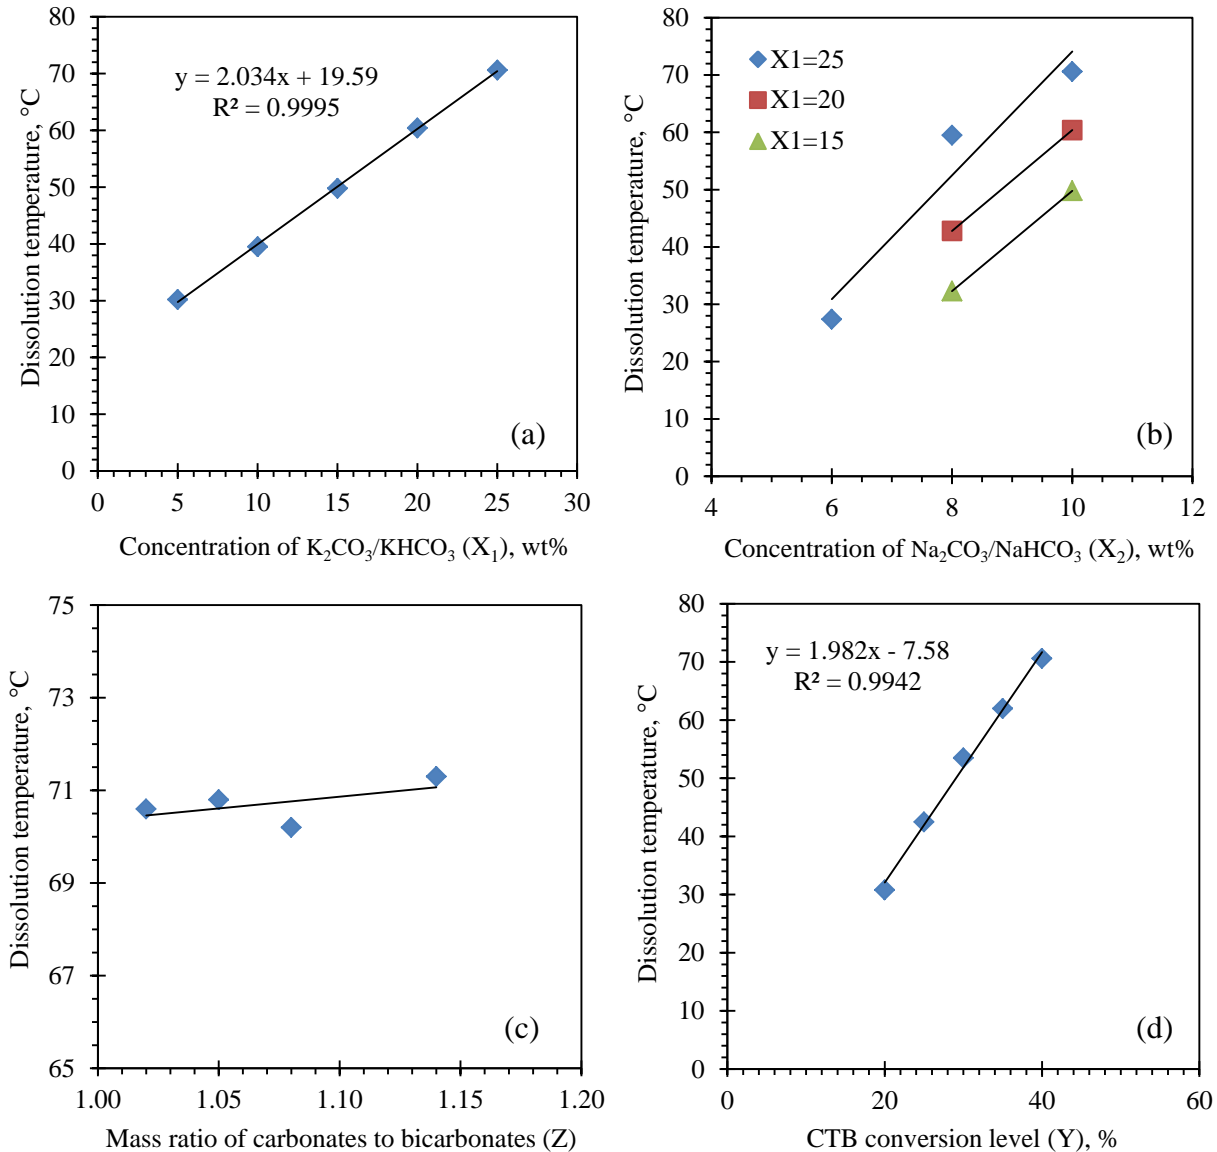 80
70
60
50
40
30
20
10
0
Dissolution temperature, °C
y = 2.034x + 19.59
R² = 0.9995
(a)
0 5 10 15 20 25 30
Concentration of K₂CO₃/KHCO₃ (X₁), wt%
80
70
60
50
40
30
20
10
0
Dissolution temperature, °C
X1=25
X1=20
X1=15
(b)
4 6 8 10 12
Concentration of Na₂CO₃/NaHCO₃ (X₂), wt%
75
73
71
69
67
65
Dissolution temperature, °C
(c)
1.00 1.05 1.10 1.15 1.20
Mass ratio of carbonates to bicarbonates (Z)
80
70
60
50
40
30
20
10
0
Dissolution temperature, °C
y = 1.982x - 7.58
R² = 0.9942
(d)
0 20 40 60
CTB conversion level (Y), %